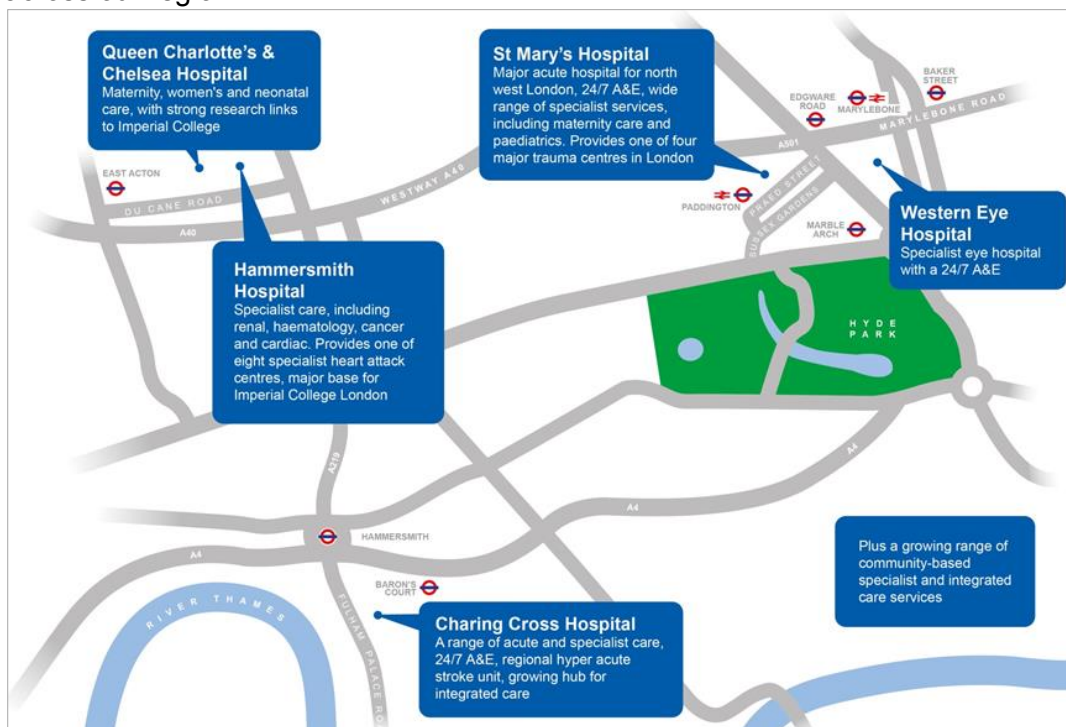 Queen Charlotte's &
Chelsea Hospital
Maternity, women's and neonatal
care, with strong research links
to Imperial College
St Mary's Hospital
Major acute hospital for north
west London, 24/7 A&E, wide
range of specialist services,
including maternity care and
paediatrics. Provides one of four
major trauma centres in London
BAKER
STREET
EDGWARE
ROAD
MARYLEBONE
MARYLEBONE ROAD
A501
EAST ACTON
DU CANE ROAD
WESTWAY A40
A40
PADDINGTON
PRAED STREET
SUSSEX GARDENS
MARBLE
ARCH
Western Eye
Hospital
Specialist eye hospital
with a 24/7 A&E
Hammersmith
Hospital
Specialist care, including
renal, haematology, cancer
and cardiac. Provides one of
eight specialist heart attack
centres, major base for
Imperial College London
HYDE
PARK
A219
A4
A4
HAMMERSMITH
A4
BARON'S
COURT
RIVER THAMES
FULHAM PALACE RO
Charing Cross Hospital
A range of acute and specialist care,
24/7 A&E, regional hyper acute
stroke unit, growing hub for
integrated care
Plus a growing range of
community-based
specialist and integrated
care services